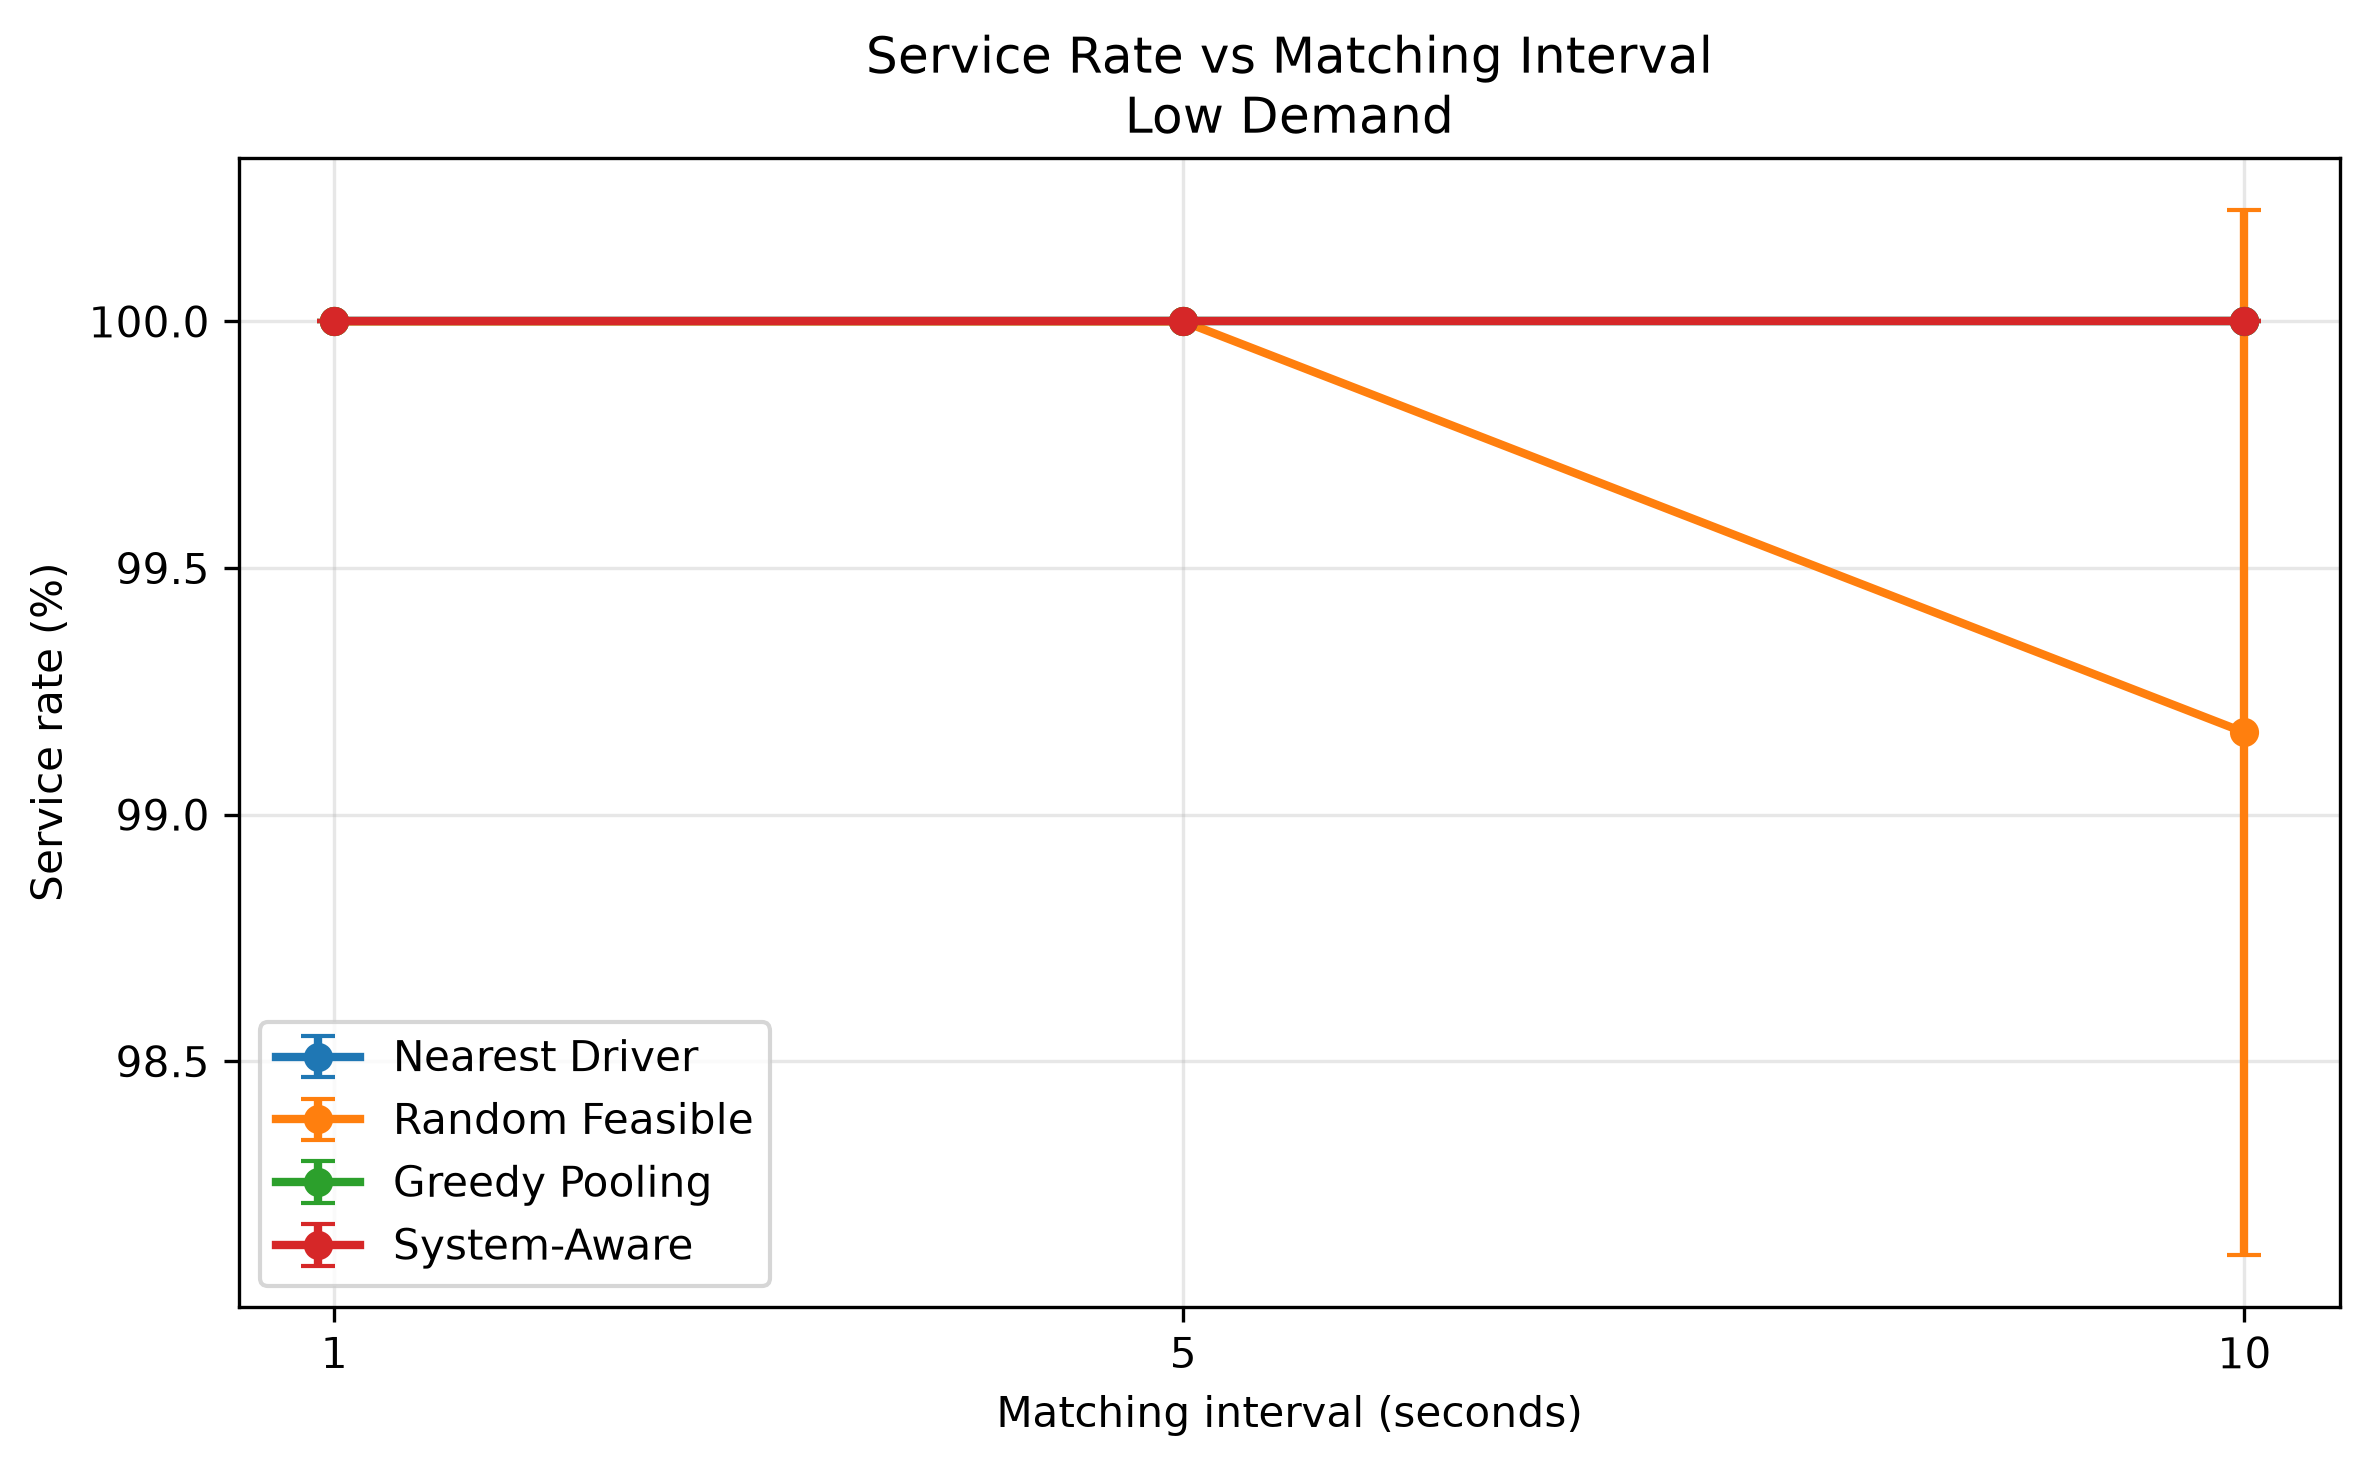 Service Rate vs Matching Interval
Low Demand
Service rate (%)
100.0
99.5
99.0
98.5
Nearest Driver
Random Feasible
Greedy Pooling
System-Aware
1 5 10
Matching interval (seconds)